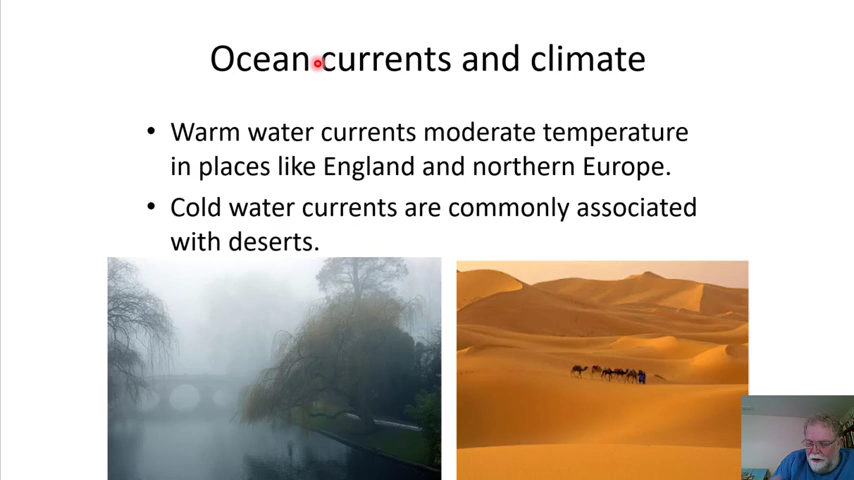 Ocean currents and climate
• Warm water currents moderate temperature
in places like England and northern Europe.
• Cold water currents are commonly associated
with deserts.